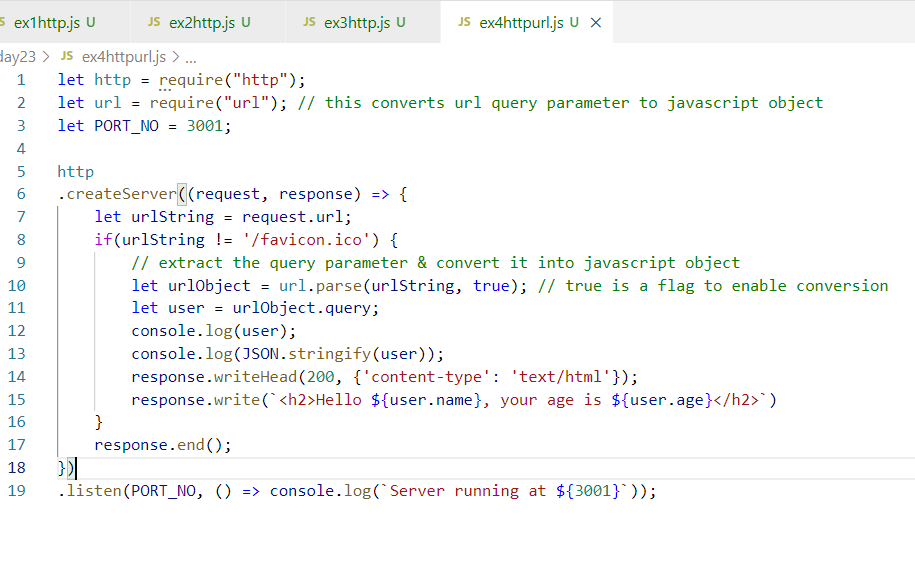 S ex1http.js U JS ex2http.js U JS ex3http.js U JS ex4httpurl.js U ×
day23 > JS ex4httpurl.js > ...
1 let http = require("http");
2 let url = require("url"); // this converts url query parameter to javascript object
3 let PORT_NO = 3001;
4
5 http
6 .createServer((request, response) => {
7     let urlString = request.url;
8     if(urlString != '/favicon.ico') {
9         // extract the query parameter & convert it into javascript object
10         let urlObject = url.parse(urlString, true); // true is a flag to enable conversion
11         let user = urlObject.query;
12         console.log(user);
13         console.log(JSON.stringify(user));
14         response.writeHead(200, {'content-type': 'text/html'});
15         response.write(`<h2>Hello ${user.name}, your age is ${user.age}</h2>`)
16     }
17     response.end();
18 })
19 .listen(PORT_NO, () => console.log(`Server running at ${3001}`));